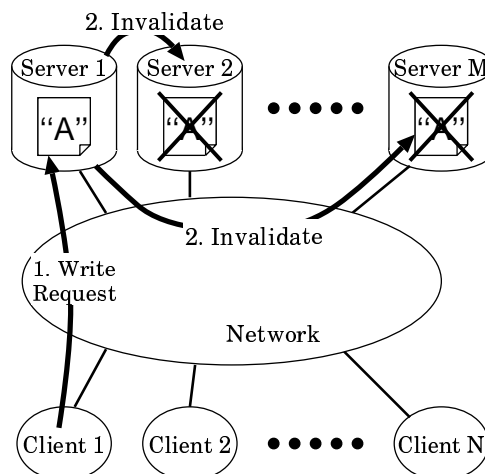 2. Invalidate
Server 1
Server 2
Server M
“A”
“A”
“A”
2. Invalidate
1. Write
Request
Network
Client 1
Client 2
Client N